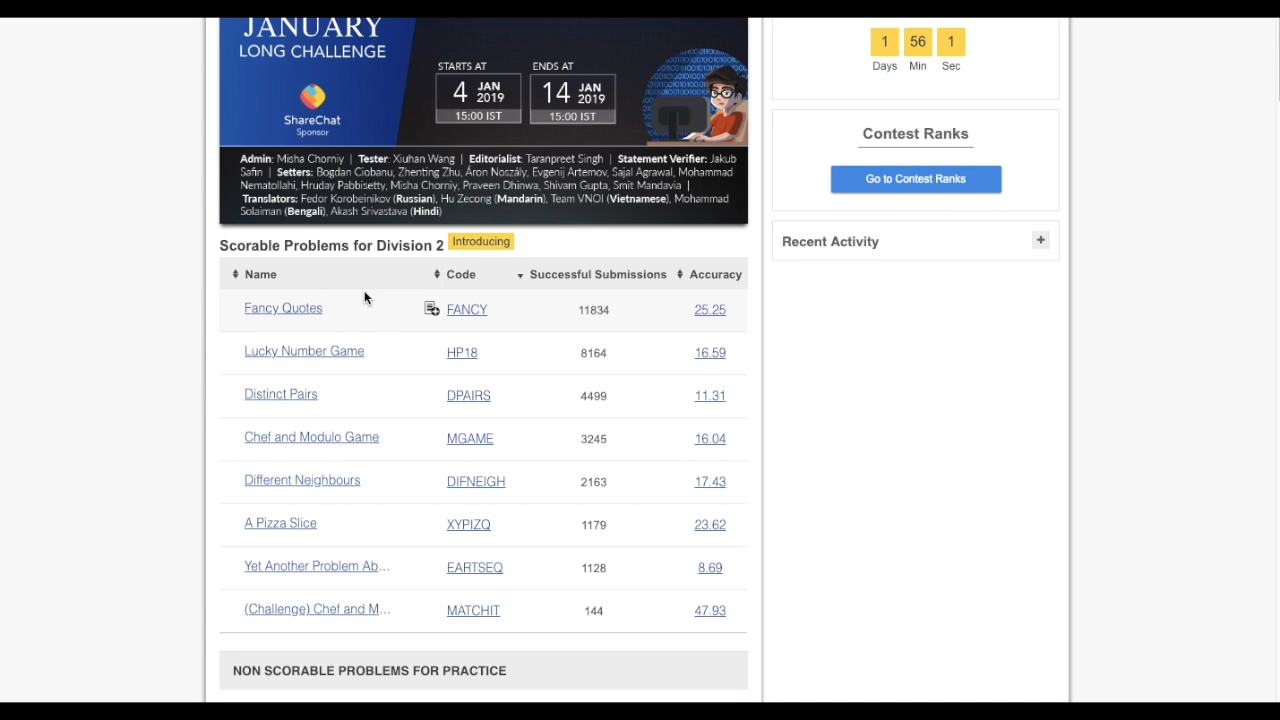 JANUARY
LONG CHALLENGE
ShareChat
Sponsor
STARTS AT
4 JAN 2019
15:00 IST
ENDS AT
14 JAN 2019
15:00 IST
Admin: Misha Chorniy | Tester: Xiuhan Wang | Editorialist: Taranpreet Singh | Statement Verifier: Jakub
Safin | Setters: Bogdan Ciobanu, Zhenting Zhu, Áron Noszály, Evgenij Artemov, Sajal Agrawal, Mohammad
Nematollahi, Hruday Pabbisetty, Misha Chorniy, Praveen Dhinwa, Shivam Gupta, Smit Mandavia |
Translators: Fedor Korobeinikov (Russian), Hu Zecong (Mandarin), Team VNOI (Vietnamese), Mohammad
Solaiman (Bengali), Akash Srivastava (Hindi)
Scorable Problems for Division 2 Introducing
Name Code Successful Submissions Accuracy
Fancy Quotes FANCY 11834 25.25
Lucky Number Game HP18 8164 16.59
Distinct Pairs DPAIRS 4499 11.31
Chef and Modulo Game MGAME 3245 16.04
Different Neighbours DIFNEIGH 2163 17.43
A Pizza Slice XYPIZQ 1179 23.62
Yet Another Problem Ab... EARTSEQ 1128 8.69
(Challenge) Chef and M... MATCHIT 144 47.93
NON SCORABLE PROBLEMS FOR PRACTICE
1 56 1
Days Min Sec
Contest Ranks
Go to Contest Ranks
Recent Activity +